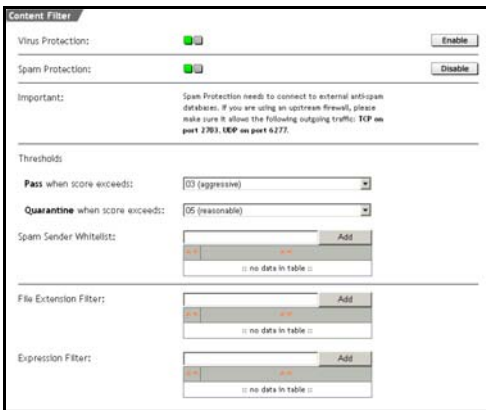 Content Filter
Virus Protection:
Enable
Spam Protection:
Disable
Important:
Spam Protection needs to connect to external anti-spam
databases. If you are using an upstream firewall, please
make sure it allows the following outgoing traffic: TCP on
port 2703, UDP on port 6277.
Thresholds
Pass when score exceeds:
03 (aggressive)
Quarantine when score exceeds:
05 (reasonable)
Spam Sender Whitelist:
Add
:: no data in table ::
File Extension Filter:
Add
:: no data in table ::
Expression Filter:
Add
:: no data in table ::